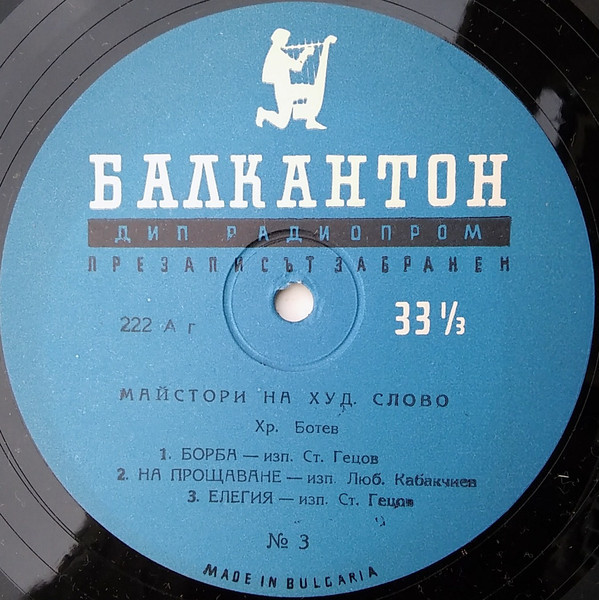 БАЛКАНТОН
ДИП РАДИОПРОМ
ПРЕЗАПИСЪТ ЗАБРАНЕН
222 А г
33 1/3
МАЙСТОРИ НА ХУД. СЛОВО
Хр. Ботев
1. БОРБА — изп. Ст. Гецов
2. НА ПРОЩАВАНЕ — изп. Люб. Кабакчиев
3. ЕЛЕГИЯ — изп. Ст. Гецов
№ 3
MADE IN BULGARIA